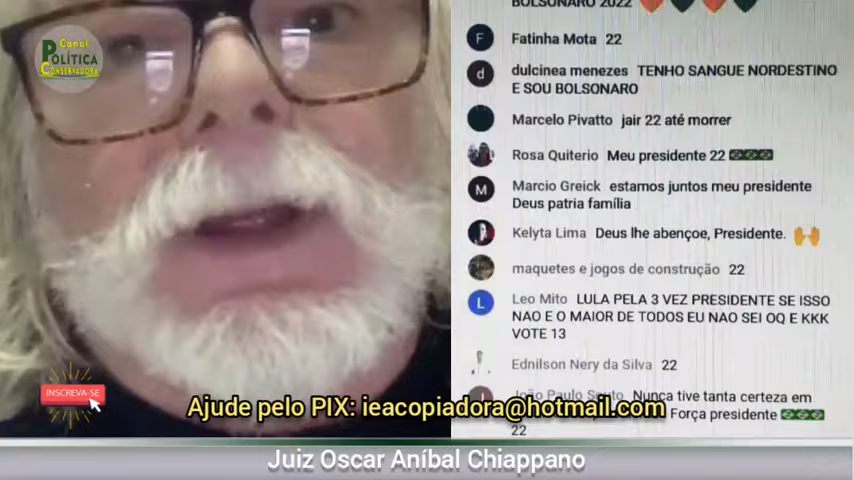 Canal
POLÍTICA
CONSERVADORA
BOLSONARO 2022
F
Fatinha Mota 22
d
dulcinea menezes TENHO SANGUE NORDESTINO
E SOU BOLSONARO
Marcelo Pivatto jair 22 até morrer
Rosa Quiterio Meu presidente 22
M
Marcio Greick estamos juntos meu presidente
Deus patria família
Kelyta Lima Deus lhe abençoe, Presidente.
maquetes e jogos de construção 22
L
Leo Mito LULA PELA 3 VEZ PRESIDENTE SE ISSO
NAO E O MAIOR DE TODOS EU NAO SEI OQ E KKK
VOTE 13
Ednilson Nery da Silva 22
João Paulo Nunca tive tanta certeza em
Força presidente
22
INSCREVA-SE
Ajude pelo PIX: ieacopiadora@hotmail.com
Juiz Oscar Aníbal Chiappano